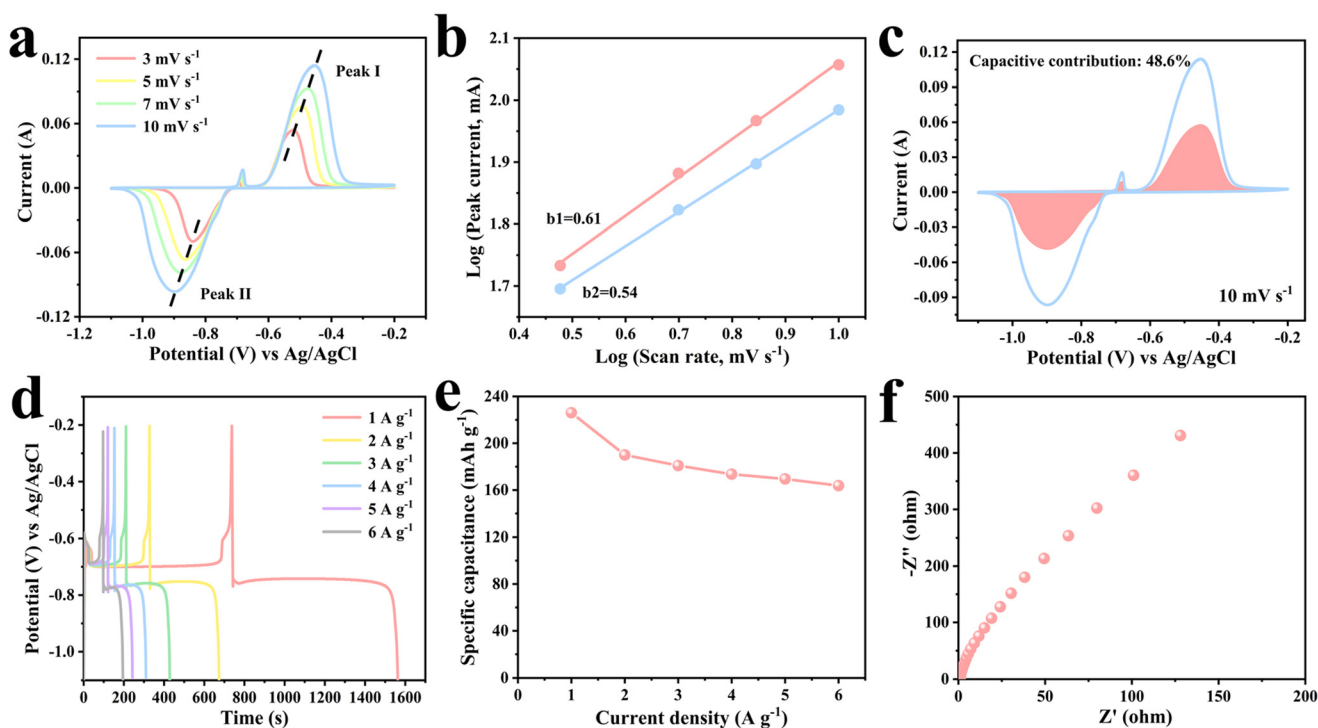 a
3 mV s⁻¹
5 mV s⁻¹
7 mV s⁻¹
10 mV s⁻¹
Peak I
Peak II
0.12
0.06
0.00
-0.06
-0.12
Current (A)
-1.0
-0.8
-0.6
-0.4
-0.2
Potential (V) vs Ag/AgCl
b
b1=0.61
b2=0.54
2.1
2.0
1.9
1.8
1.7
Log (Peak current, mA)
0.4
0.5
0.6
0.7
0.8
0.9
1.0
Log (Scan rate, mV s⁻¹)
c
Capacitive contribution: 48.6%
10 mV s⁻¹
0.12
0.09
0.06
0.03
0.00
-0.03
-0.06
-0.09
Current (A)
-1.0
-0.8
-0.6
-0.4
-0.2
Potential (V) vs Ag/AgCl
d
1 A g⁻¹
2 A g⁻¹
3 A g⁻¹
4 A g⁻¹
5 A g⁻¹
6 A g⁻¹
-0.2
-0.4
-0.6
-0.8
-1.0
Potential (V) vs Ag/AgCl
0
200
400
600
800
1000
1200
1400
1600
Time (s)
e
240
200
160
120
80
40
0
Specific capacitance (mAh g⁻¹)
0
1
2
3
4
5
6
Current density (A g⁻¹)
f
500
400
300
200
100
0
-Z'' (ohm)
0
50
100
150
200
Z' (ohm)